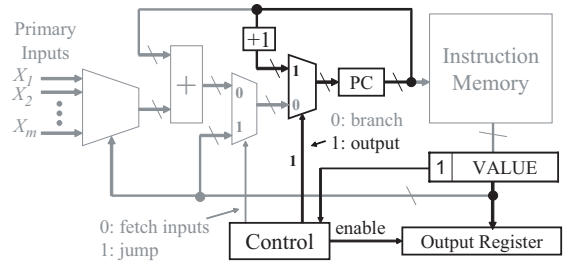 Primary
Inputs
X1
X2
Xm
+1
+
0
1
1
0
PC
Instruction
Memory
0: branch
1: output
1
1 VALUE
0: fetch inputs
1: jump
Control
enable
Output Register